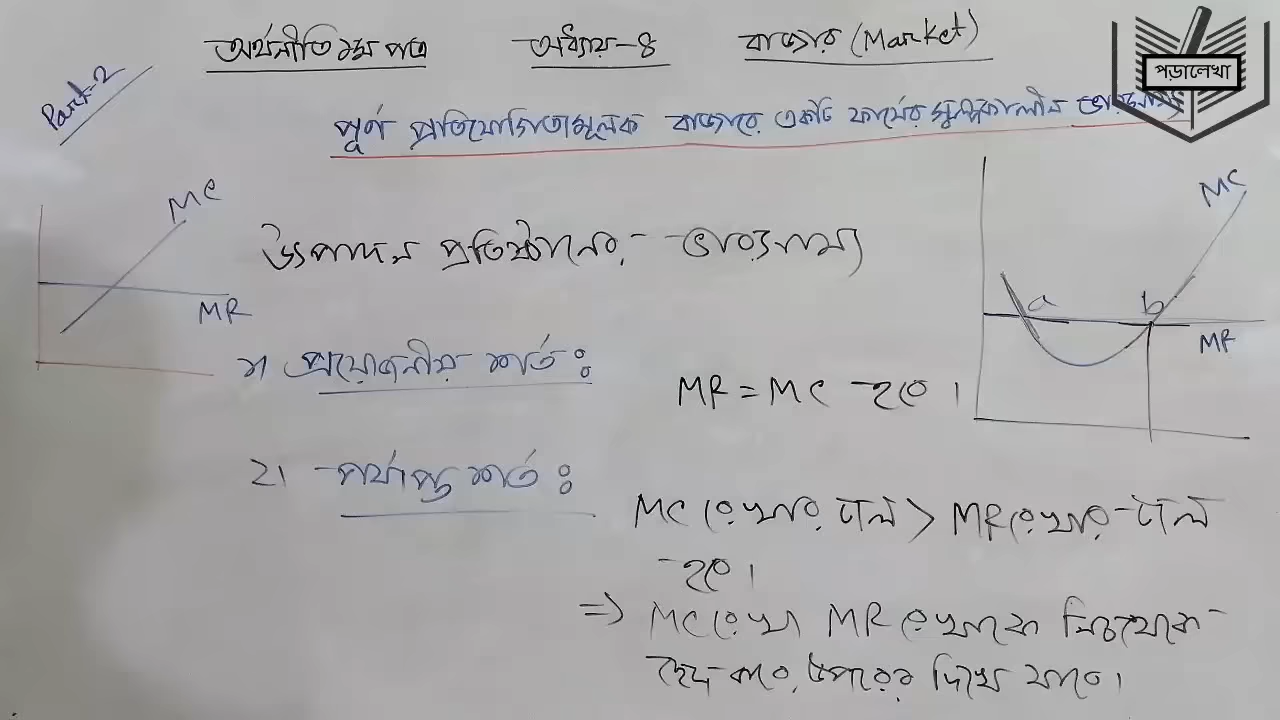 অর্থনীতি ১ম পত্র অধ্যায়-৪ বাজার (Market)
পড়ালেখা
Part-2
পূর্ণ প্রতিযোগিতামূলক বাজারে একটি ফার্মের স্বল্পকালীন ভারসাম্য
MC
MR
উৎপাদন প্রতিষ্ঠানের ভারসাম্য
MC
a
b
MR
১। প্রয়োজনীয় শর্ত :
MR = MC হবে।
২। পর্যাপ্ত শর্ত :
MC রেখার ঢাল > MR রেখার ঢাল
হবে।
=> MC রেখা MR রেখাকে নিচ থেকে
ছেদ করে উপরের দিকে যাবে।